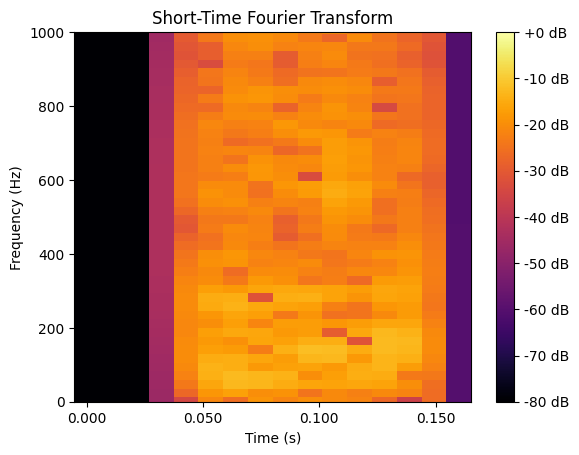 Short-Time Fourier Transform
1000
800
600
400
200
0
Frequency (Hz)
0.000
0.050
0.100
0.150
Time (s)
+0 dB
-10 dB
-20 dB
-30 dB
-40 dB
-50 dB
-60 dB
-70 dB
-80 dB